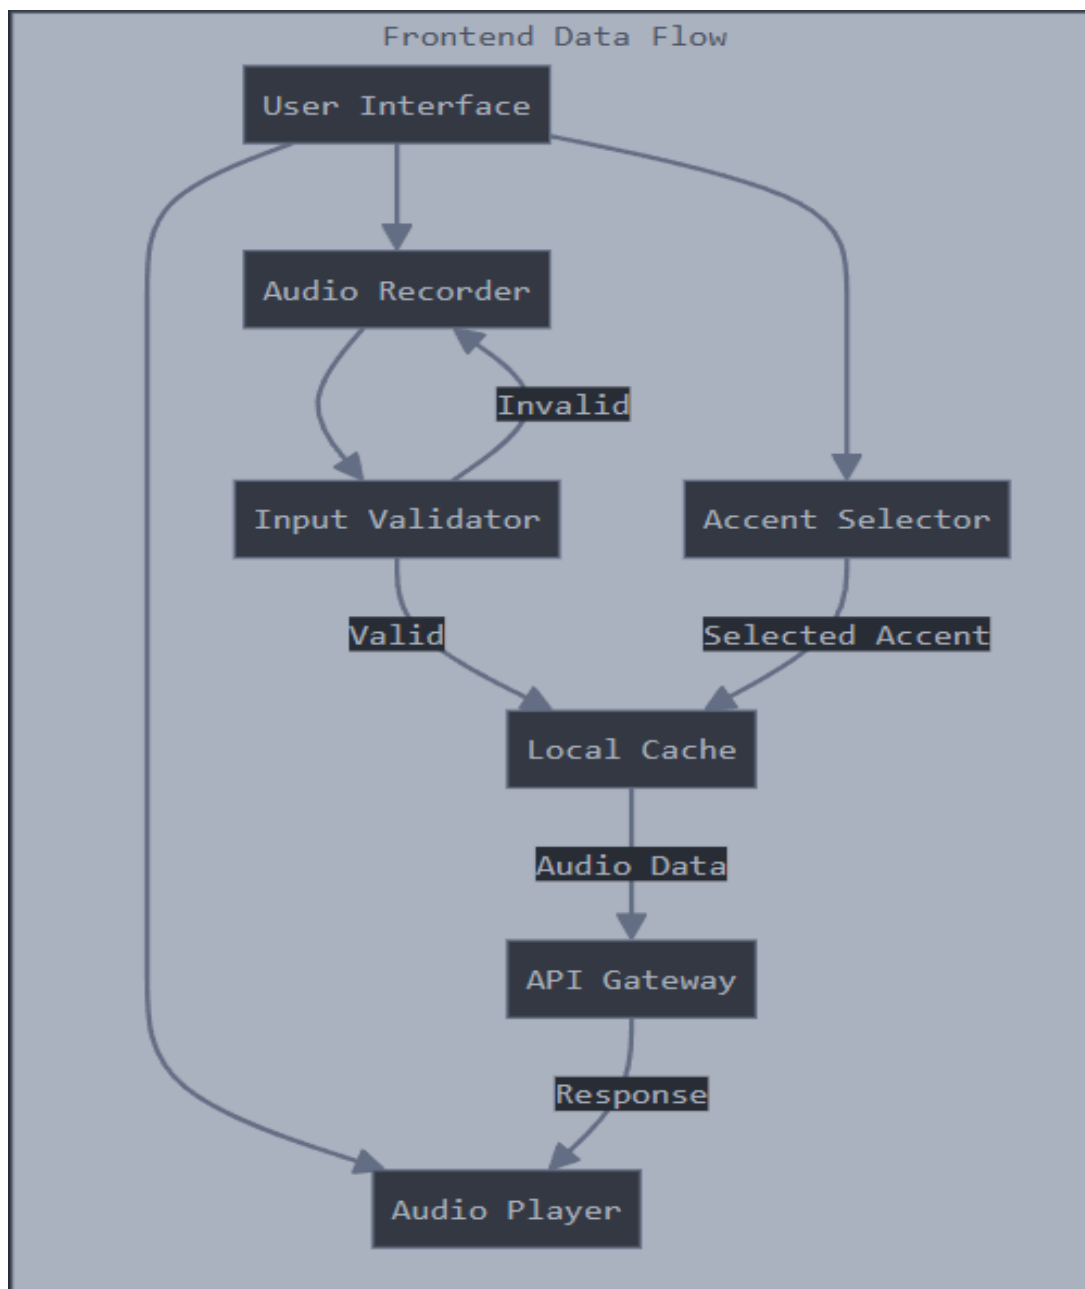 Frontend Data Flow
User Interface
Audio Recorder
Invalid
Input Validator
Accent Selector
Valid
Selected Accent
Local Cache
Audio Data
API Gateway
Response
Audio Player